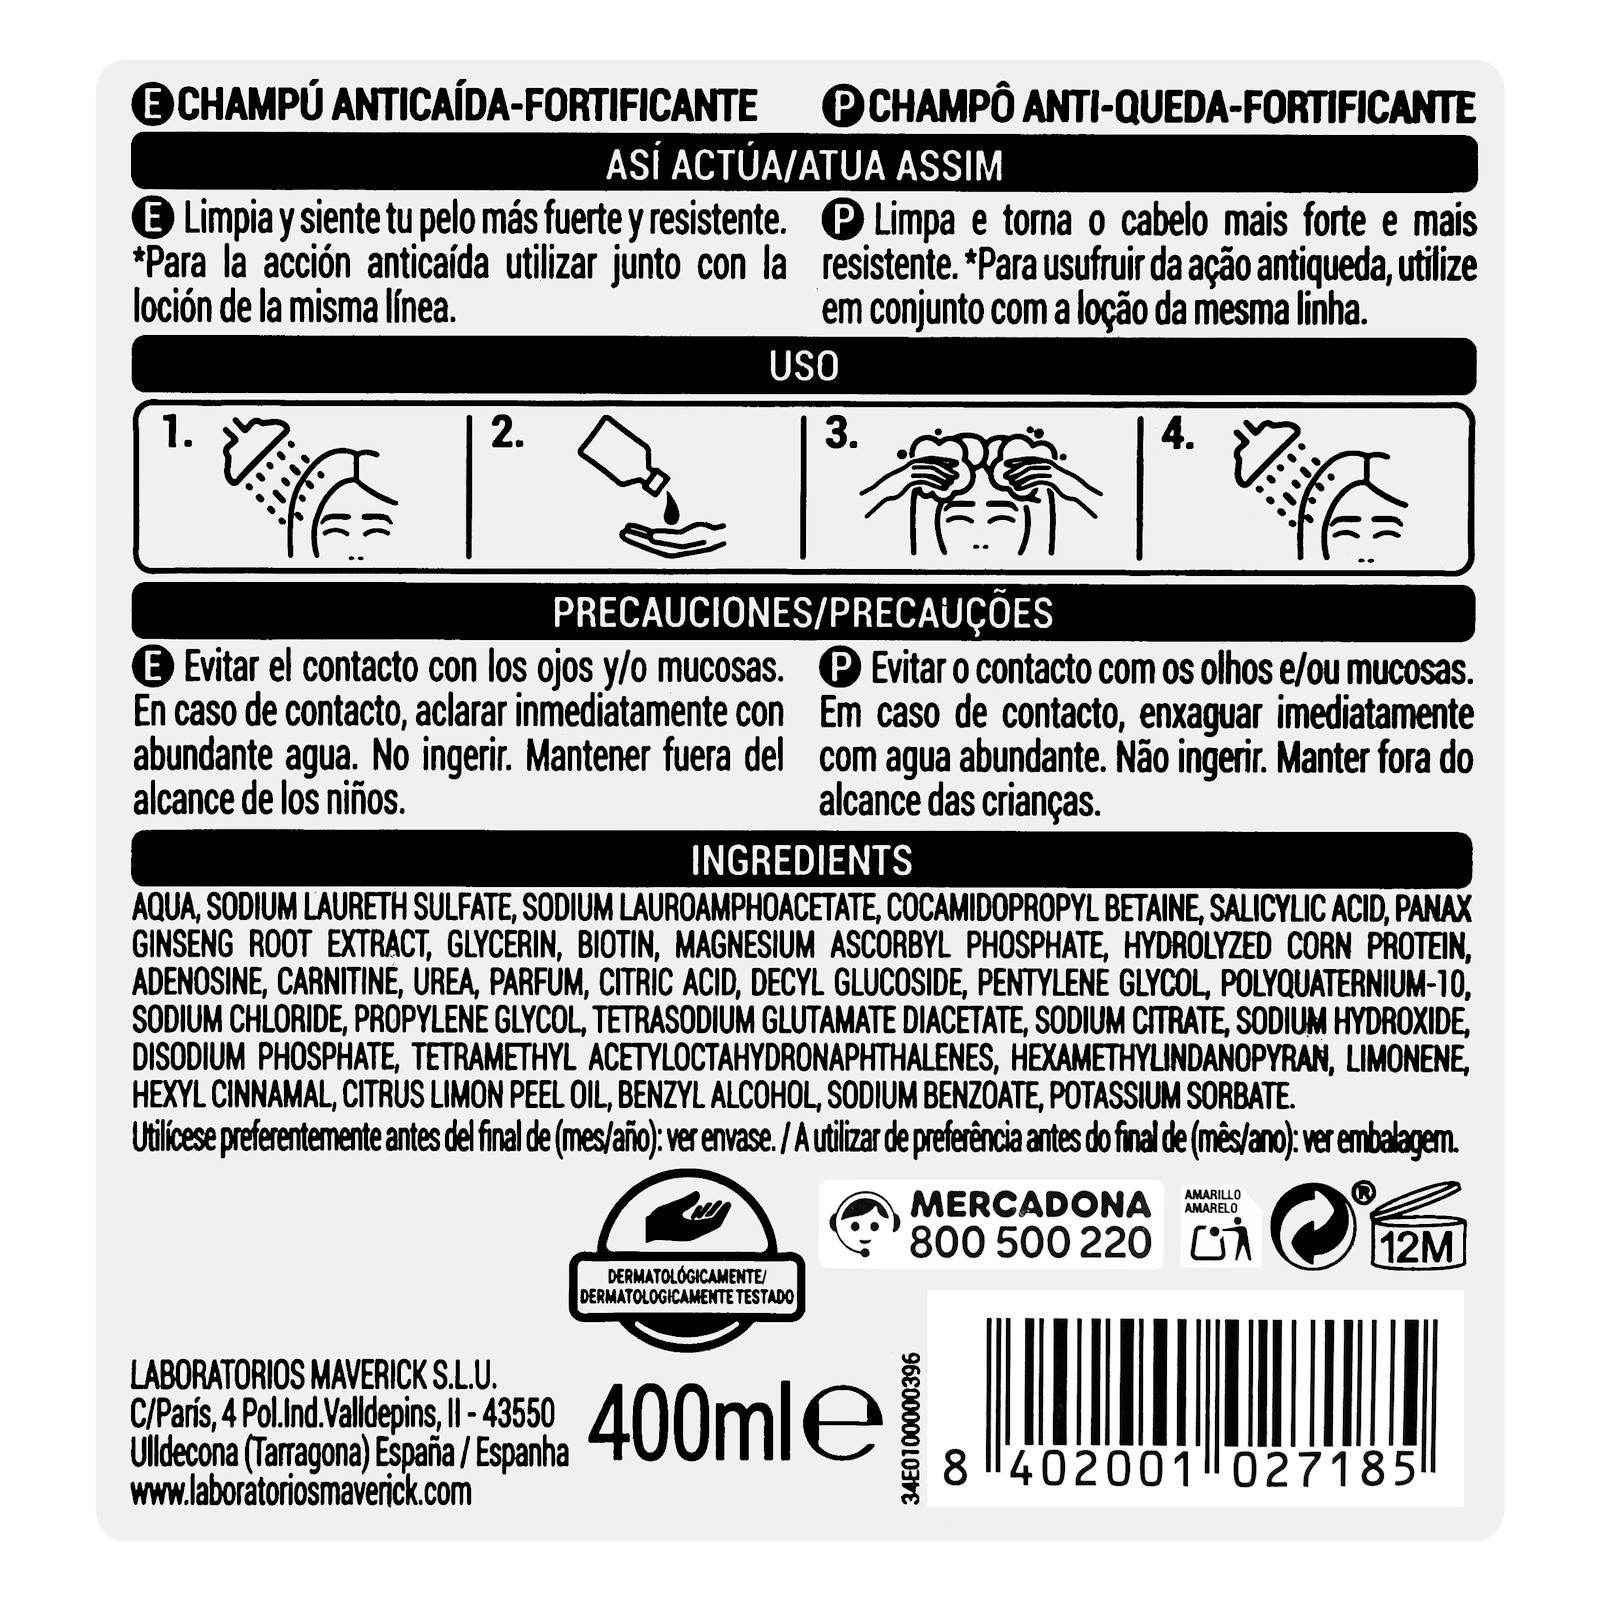 E CHAMPÚ ANTICAÍDA-FORTIFICANTE
P CHAMPÔ ANTI-QUEDA-FORTIFICANTE
ASÍ ACTÚA/ATUA ASSIM
E Limpia y siente tu pelo más fuerte y resistente.
*Para la acción anticaída utilizar junto con la
loción de la misma línea.
P Limpa e torna o cabelo mais forte e mais
resistente. *Para usufruir da ação antiqueda, utilize
em conjunto com a loção da mesma linha.
USO
1.
2.
3.
4.
PRECAUCIONES/PRECAUÇÕES
E Evitar el contacto con los ojos y/o mucosas.
En caso de contacto, aclarar inmediatamente con
abundante agua. No ingerir. Mantener fuera del
alcance de los niños.
P Evitar o contacto com os olhos e/ou mucosas.
Em caso de contacto, enxaguar imediatamente
com agua abundante. Não ingerir. Manter fora do
alcance das crianças.
INGREDIENTS
AQUA, SODIUM LAURETH SULFATE, SODIUM LAUROAMPHOACETATE, COCAMIDOPROPYL BETAINE, SALICYLIC ACID, PANAX
GINSENG ROOT EXTRACT, GLYCERIN, BIOTIN, MAGNESIUM ASCORBYL PHOSPHATE, HYDROLYZED CORN PROTEIN,
ADENOSINE, CARNITINE, UREA, PARFUM, CITRIC ACID, DECYL GLUCOSIDE, PENTYLENE GLYCOL, POLYQUATERNIUM-10,
SODIUM CHLORIDE, PROPYLENE GLYCOL, TETRASODIUM GLUTAMATE DIACETATE, SODIUM CITRATE, SODIUM HYDROXIDE,
DISODIUM PHOSPHATE, TETRAMETHYL ACETYLOCTAHYDRONAPHTHALENES, HEXAMETHYLINDANOPYRAN, LIMONENE,
HEXYL CINNAMAL, CITRUS LIMON PEEL OIL, BENZYL ALCOHOL, SODIUM BENZOATE, POTASSIUM SORBATE.
Utilícese preferentemente antes del final de (mes/año): ver envase. / A utilizar de preferência antes do final de (mês/ano): ver embalagem.
DERMATOLÓGICAMENTE/
DERMATOLOGICAMENTE TESTADO
MERCADONA
800 500 220
AMARILLO
AMARELO
®
12M
LABORATORIOS MAVERICK S.L.U.
C/París, 4 Pol.Ind.Valldepins, II - 43550
Ulldecona (Tarragona) España / Espanha
www.laboratoriosmaverick.com
400ml e
34E0100000396
8 402001 027185